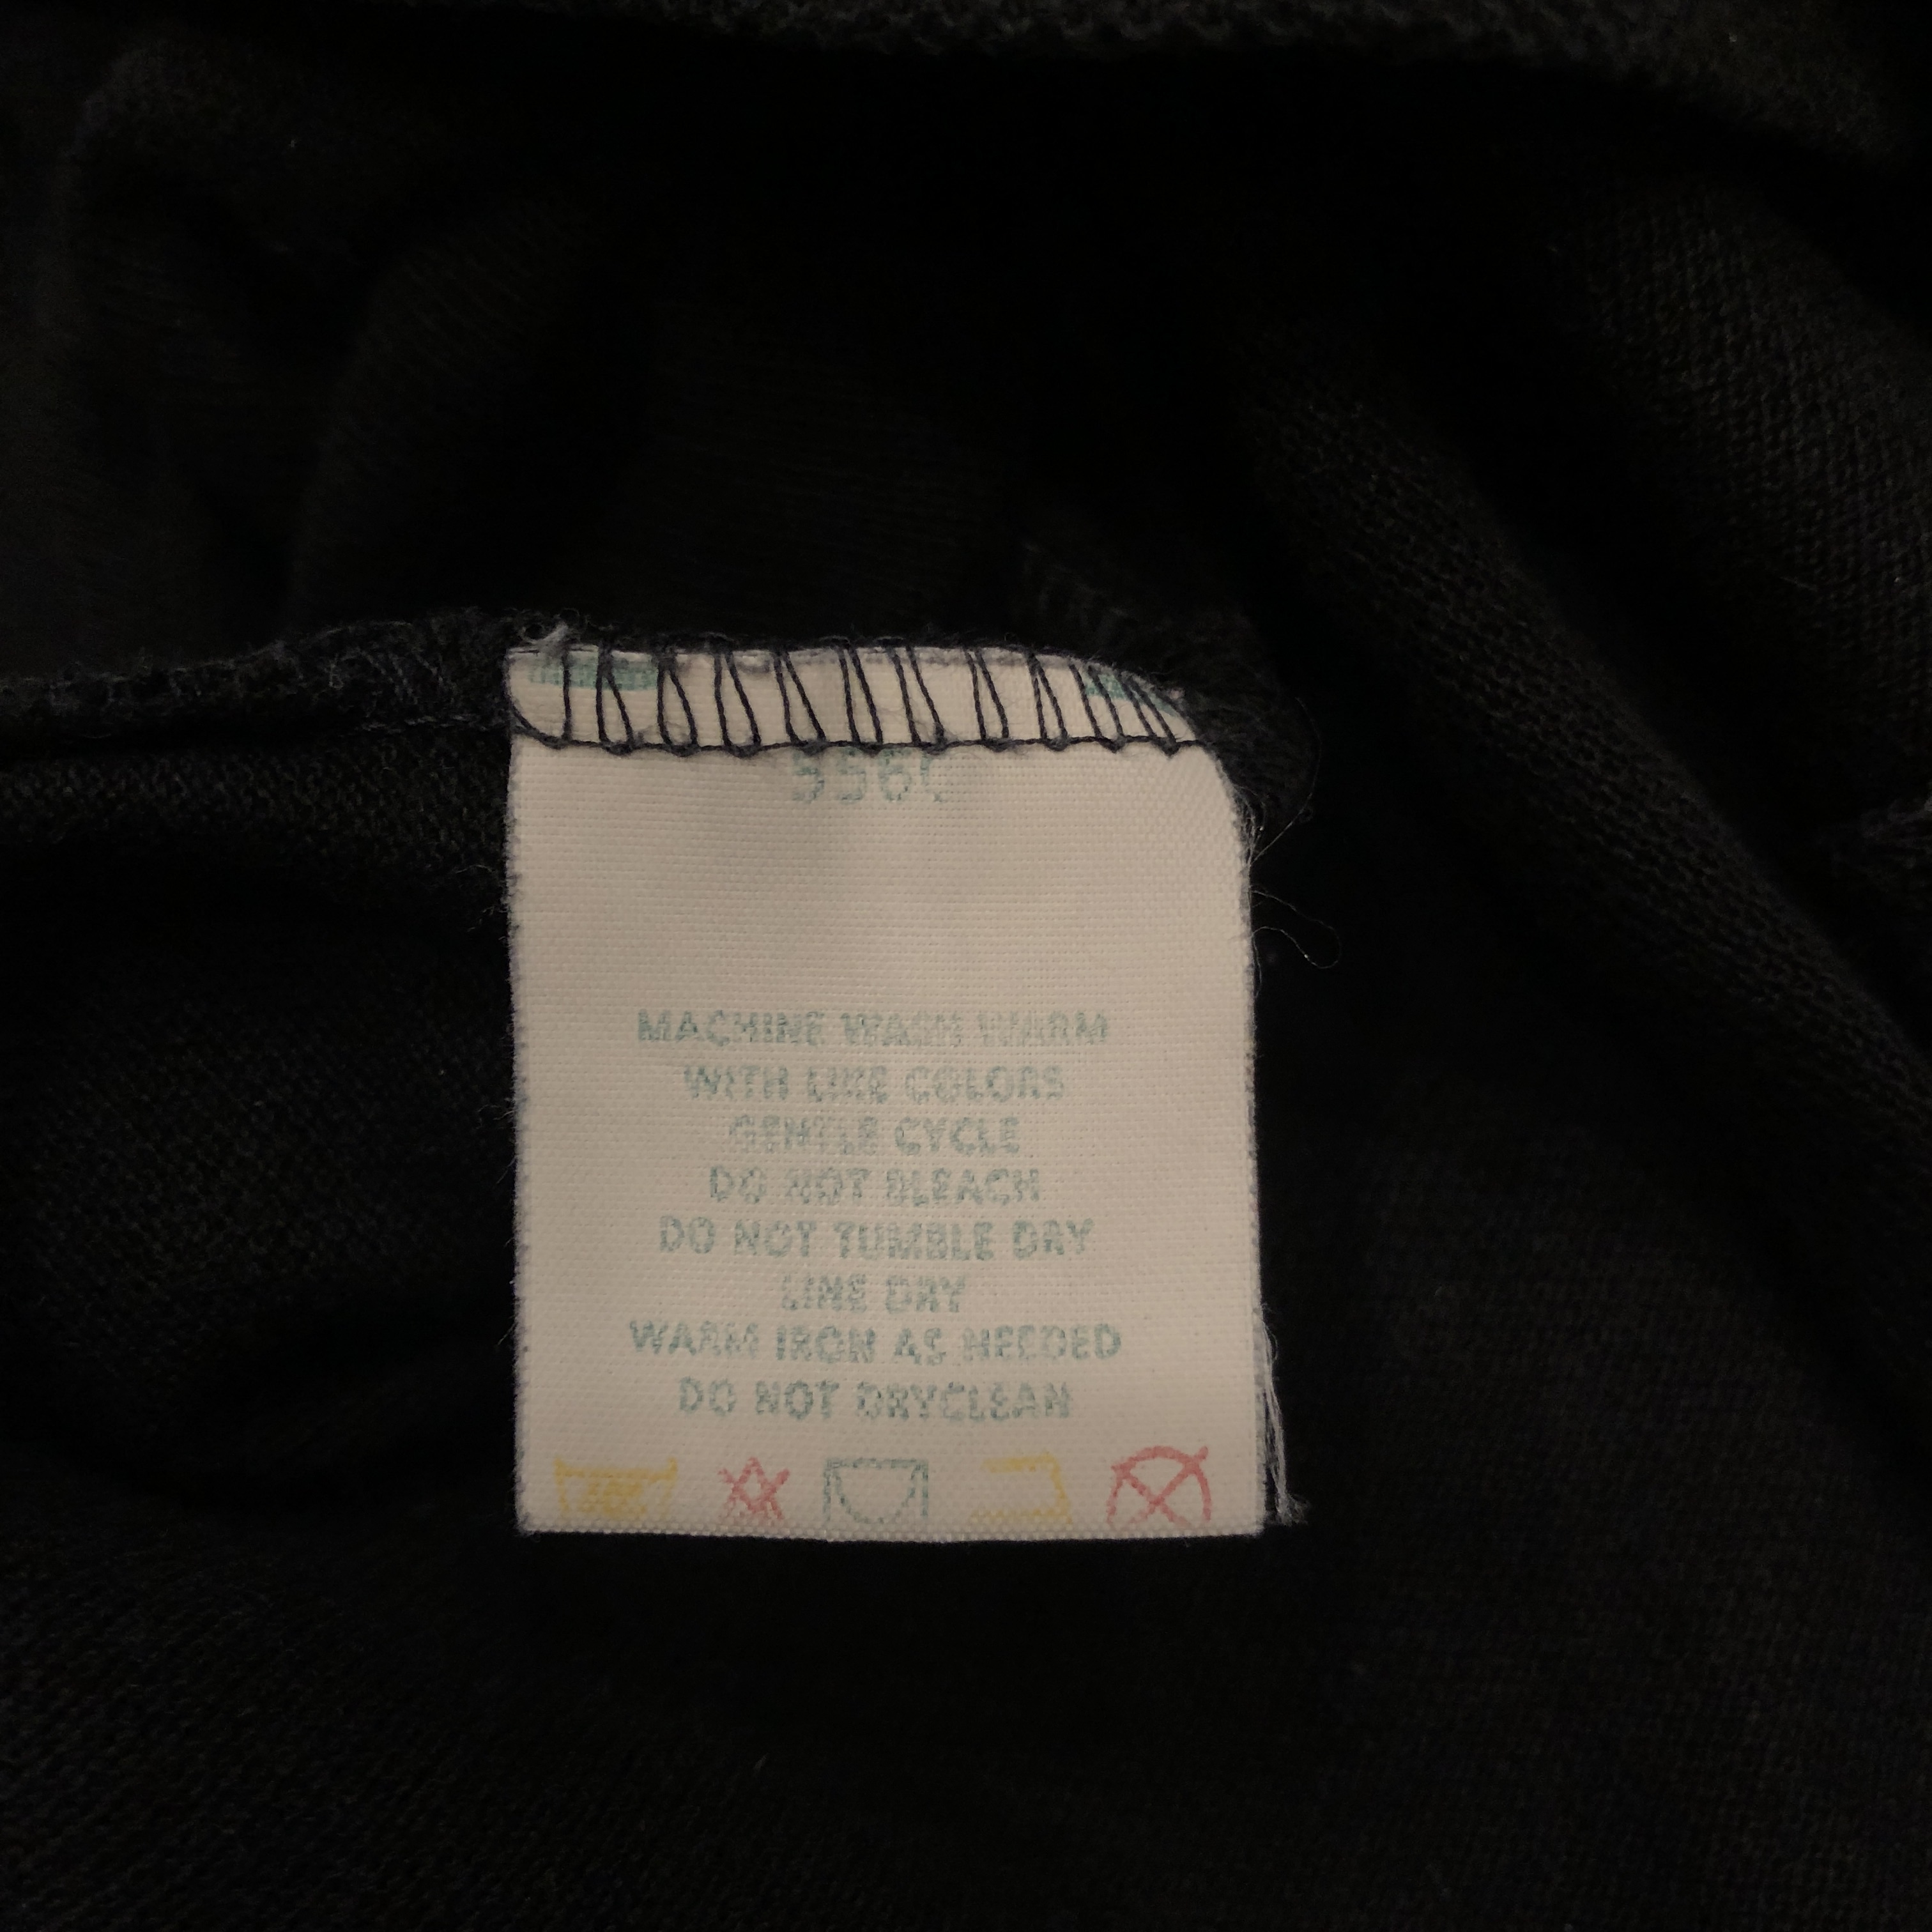 MACHINE WASH WARM
WITH LIKE COLORS
GENTLE CYCLE
DO NOT BLEACH
DO NOT TUMBLE DRY
LINE DRY
WARM IRON AS NEEDED
DO NOT DRYCLEAN